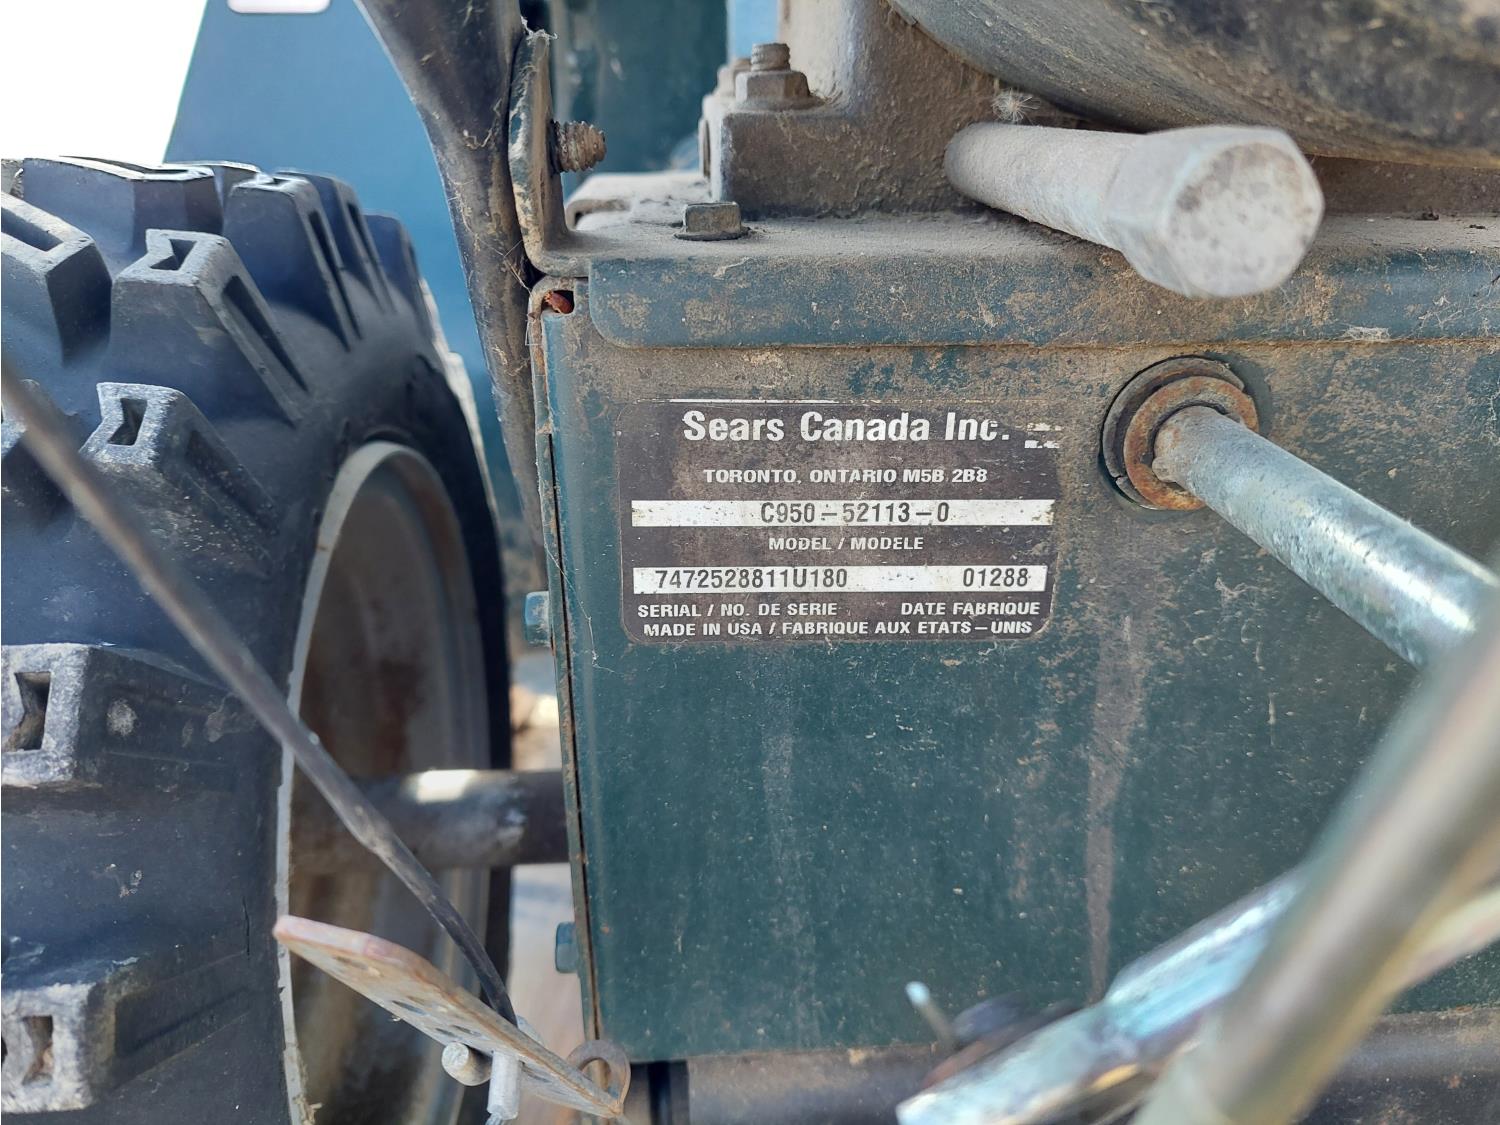 Sears Canada Inc.
TORONTO, ONTARIO M5B 2B8
C950-52113-0
MODEL / MODELE
7472528811U180 01288
SERIAL / NO. DE SERIE DATE FABRIQUE
MADE IN USA / FABRIQUE AUX ETATS-UNIS